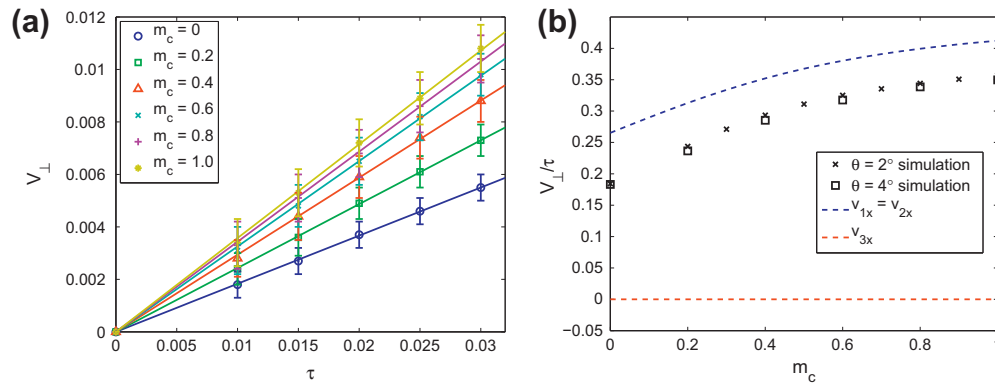 (a)
0.012
0.01
0.008
0.006
0.004
0.002
0
V⊥
m_c = 0
m_c = 0.2
m_c = 0.4
m_c = 0.6
m_c = 0.8
m_c = 1.0
0 0.005 0.01 0.015 0.02 0.025 0.03
τ
(b)
0.4
0.35
0.3
0.25
0.2
0.15
0.1
0.05
0
−0.05
V⊥/τ
θ = 2° simulation
θ = 4° simulation
v_1x = v_2x
v_3x
0 0.2 0.4 0.6 0.8 1
m_c